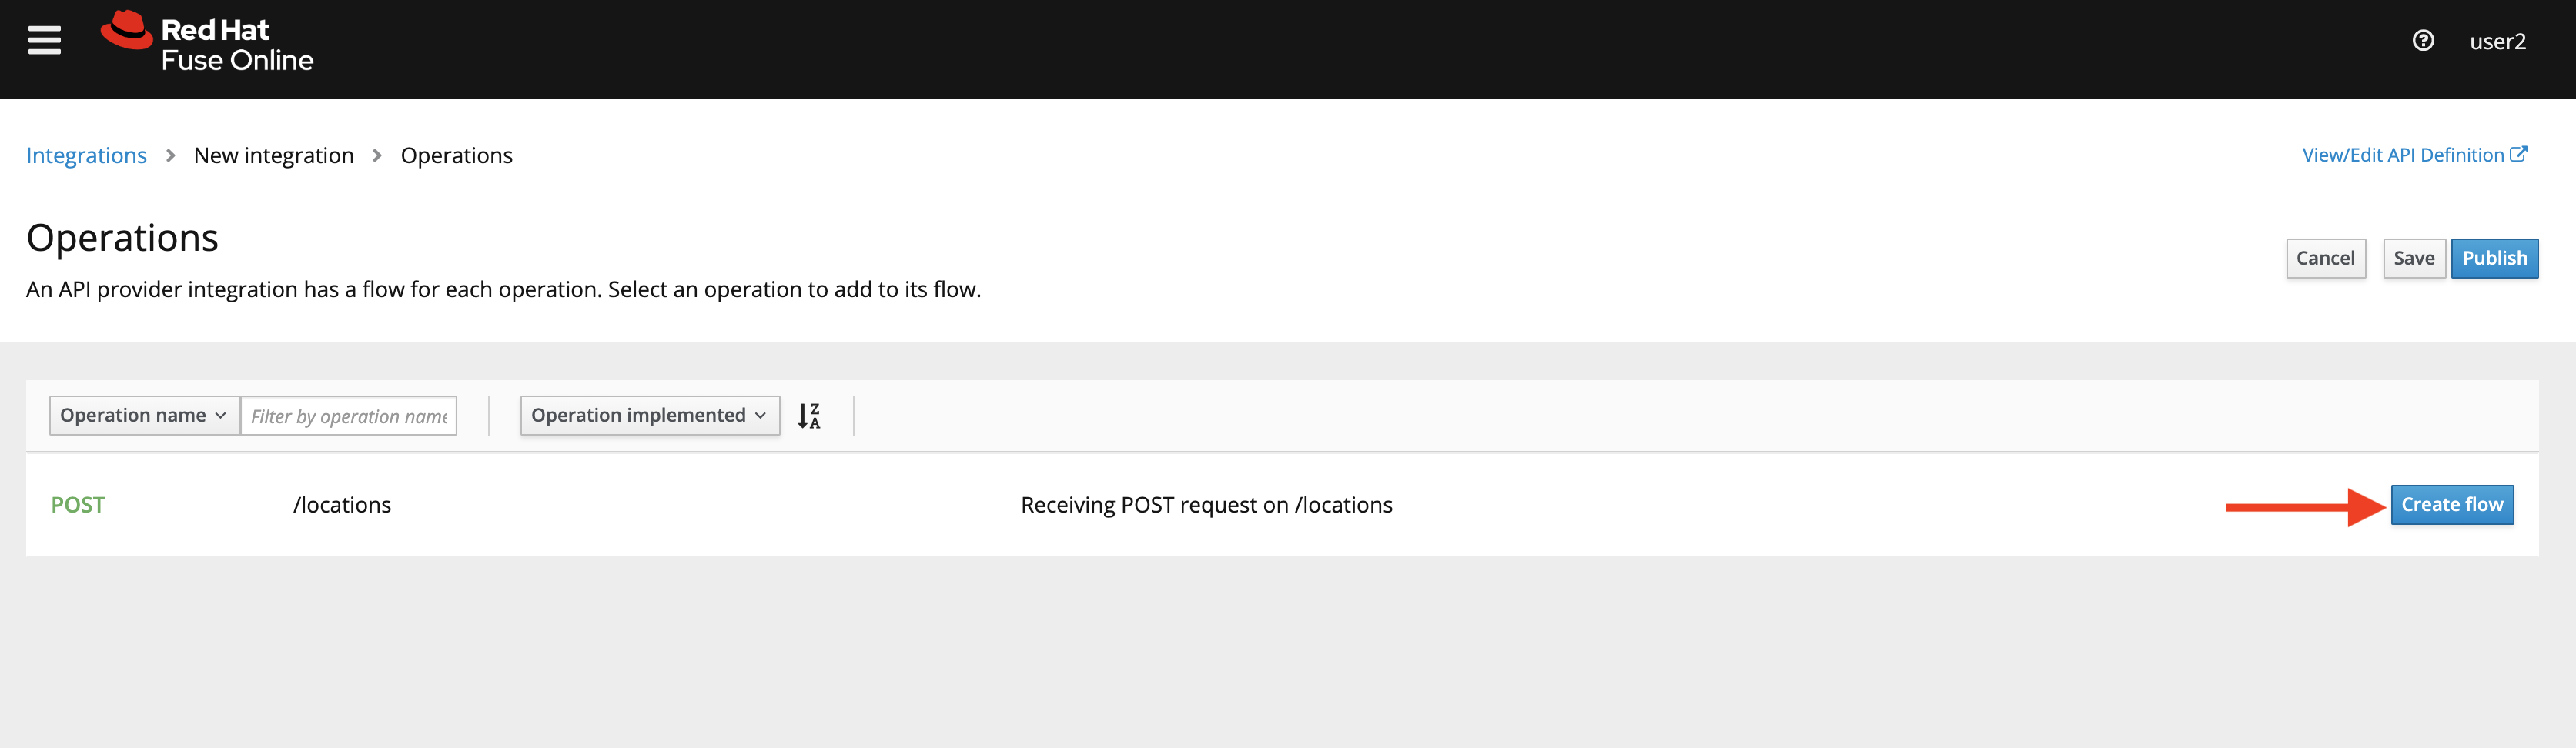 Red Hat
Fuse Online
user2
Integrations > New integration > Operations
View/Edit API Definition
Operations
Cancel Save Publish
An API provider integration has a flow for each operation. Select an operation to add to its flow.
Operation name Filter by operation name Operation implemented
POST /locations Receiving POST request on /locations Create flow